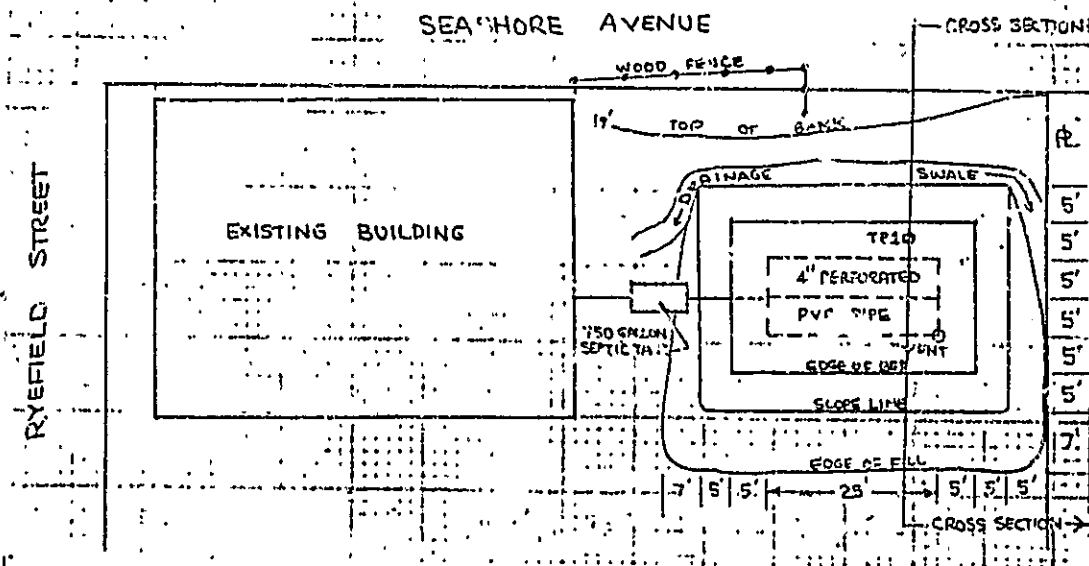 SEASHORE AVENUE
CROSS SECTION
WOOD FENCE
19' TOP OF BANK
PL
DRAINAGE SWALE
RYEFIELD STREET
EXISTING BUILDING
TP10
4" PERFORATED
PVC PIPE
VENT
750 GALLON
SEPTIC TANK
EDGE OF BED
SLOPE LINE
EDGE OF FILL
5'
5'
5'
5'
5'
5'
7'
7' 5' 5' 25' 5' 5' 5'
CROSS SECTION